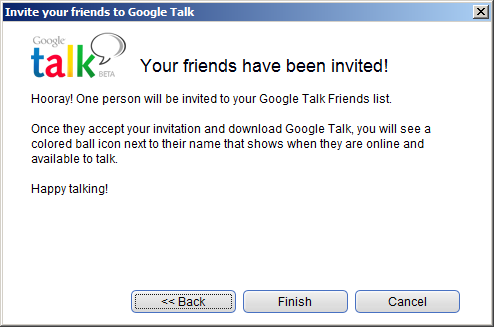 Invite your friends to Google Talk
Google
talk
BETA
Your friends have been invited!
Hooray! One person will be invited to your Google Talk Friends list.
Once they accept your invitation and download Google Talk, you will see a
colored ball icon next to their name that shows when they are online and
available to talk.
Happy talking!
<< Back
Finish
Cancel